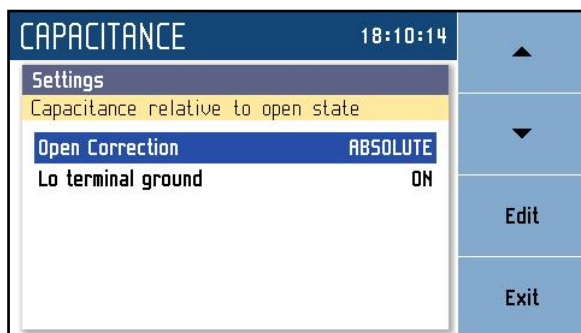 CAPACITANCE 18:10:14
Settings
Capacitance relative to open state
Open Correction ABSOLUTE
Lo terminal ground ON
Edit
Exit